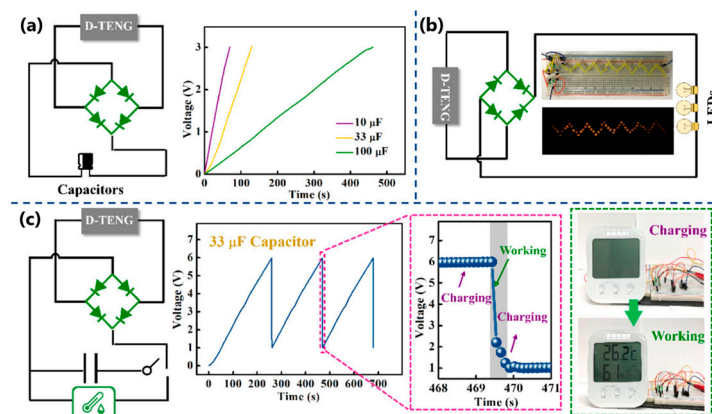 (a)
D-TENG
Capacitors
Voltage (V)
3
2
1
0
10 μF
33 μF
100 μF
0 100 200 300 400 500
Time (s)
(b)
D-TENG
LEDs
(c)
D-TENG
33 μF Capacitor
Voltage (V)
7
6
5
4
3
2
1
0
0 100 200 300 400 500 600 700
Time (s)
Voltage (V)
6
4
3
2
1
Working
Charging
Charging
468 469 470 471
Time (s)
Charging
Working
26.2°C